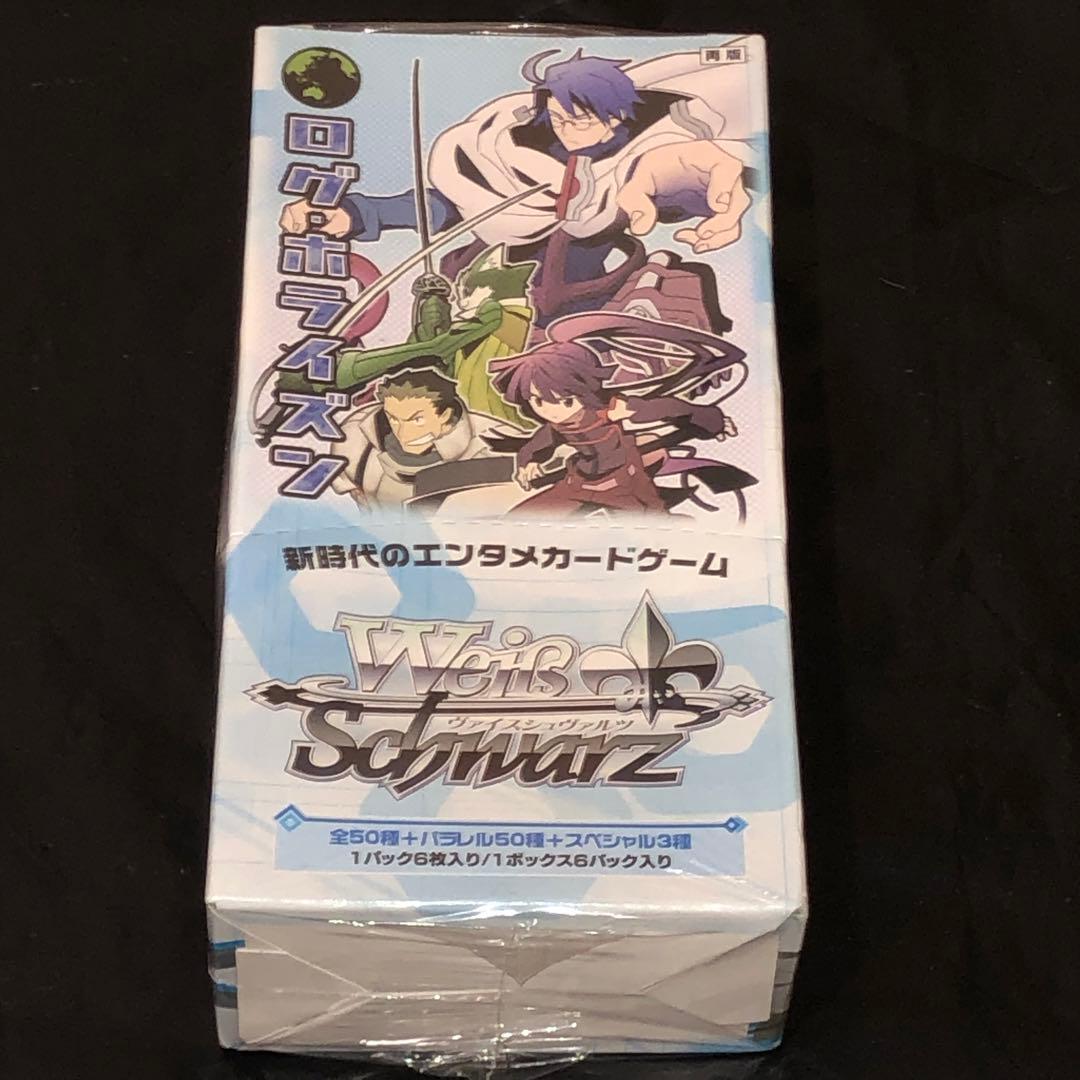 再版
ログ・ホライズン
新時代のエンタメカードゲーム
Weiß
ヴァイスシュヴァルツ
Schwarz
全50種+パラレル50種+スペシャル3種
1パック6枚入り/1ボックス6パック入り